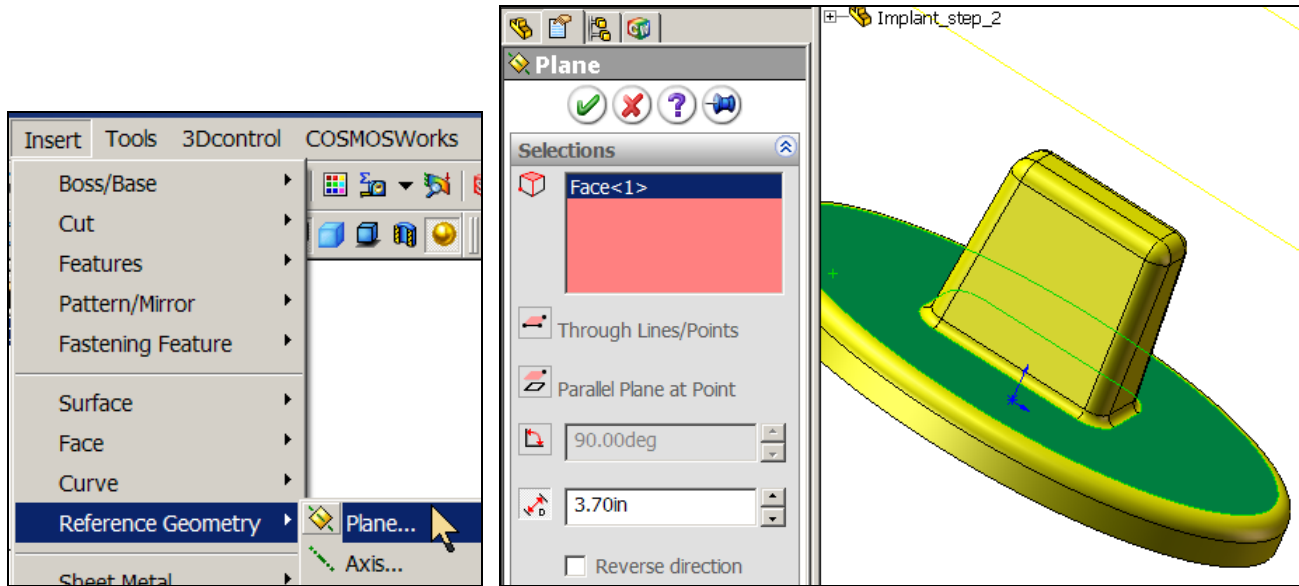 Insert Tools 3Dcontrol COSMOSWorks
Boss/Base
Cut
Features
Pattern/Mirror
Fastening Feature
Surface
Face
Curve
Reference Geometry
Sheet Metal
Plane...
Axis...
Plane
Selections
Face<1>
Through Lines/Points
Parallel Plane at Point
90.00deg
D
3.70in
Reverse direction
Implant_step_2